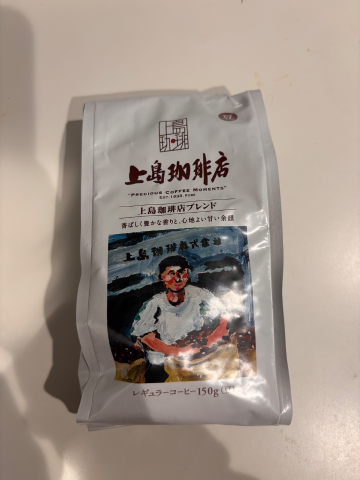 上島
珈琲
豆
上島珈琲店
"PRECIOUS COFFEE MOMENTS"
EST. 1933, KOBE
上島珈琲店ブレンド
香ばしく豊かな香りと、心地よい甘い余韻
上島珈琲株式會社
レギュラーコーヒー150g(豆)